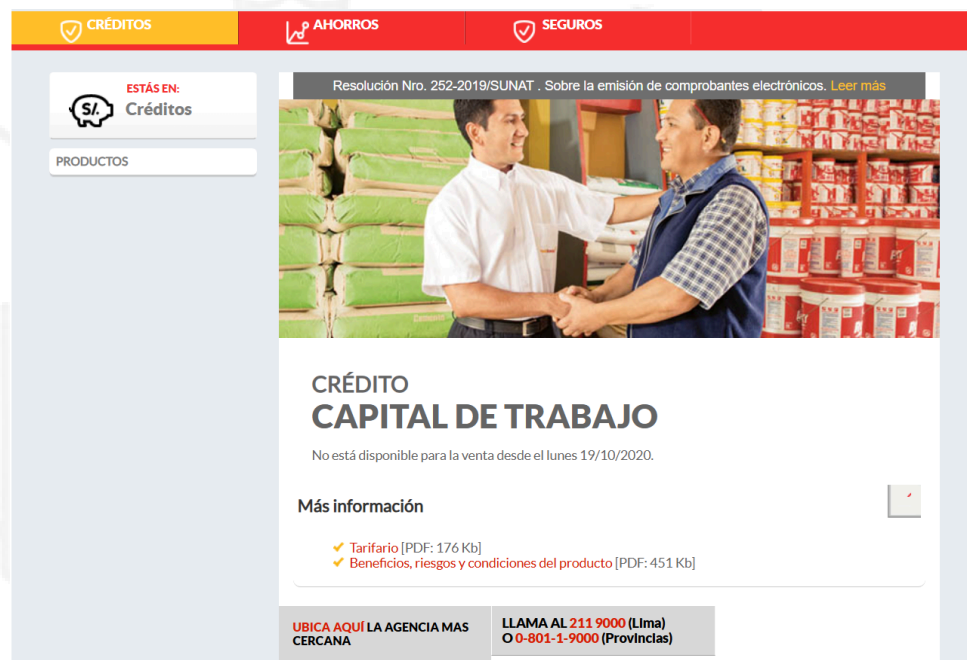 CRÉDITOS
AHORROS
SEGUROS
ESTÁS EN:
S/.
Créditos
PRODUCTOS
Resolución Nro. 252-2019/SUNAT . Sobre la emisión de comprobantes electrónicos. Leer más
CRÉDITO
CAPITAL DE TRABAJO
No está disponible para la venta desde el lunes 19/10/2020.
Más información
Tarifario [PDF: 176 Kb]
Beneficios, riesgos y condiciones del producto [PDF: 451 Kb]
UBICA AQUÍ LA AGENCIA MAS
CERCANA
LLAMA AL 211 9000 (Lima)
O 0-801-1-9000 (Provincias)